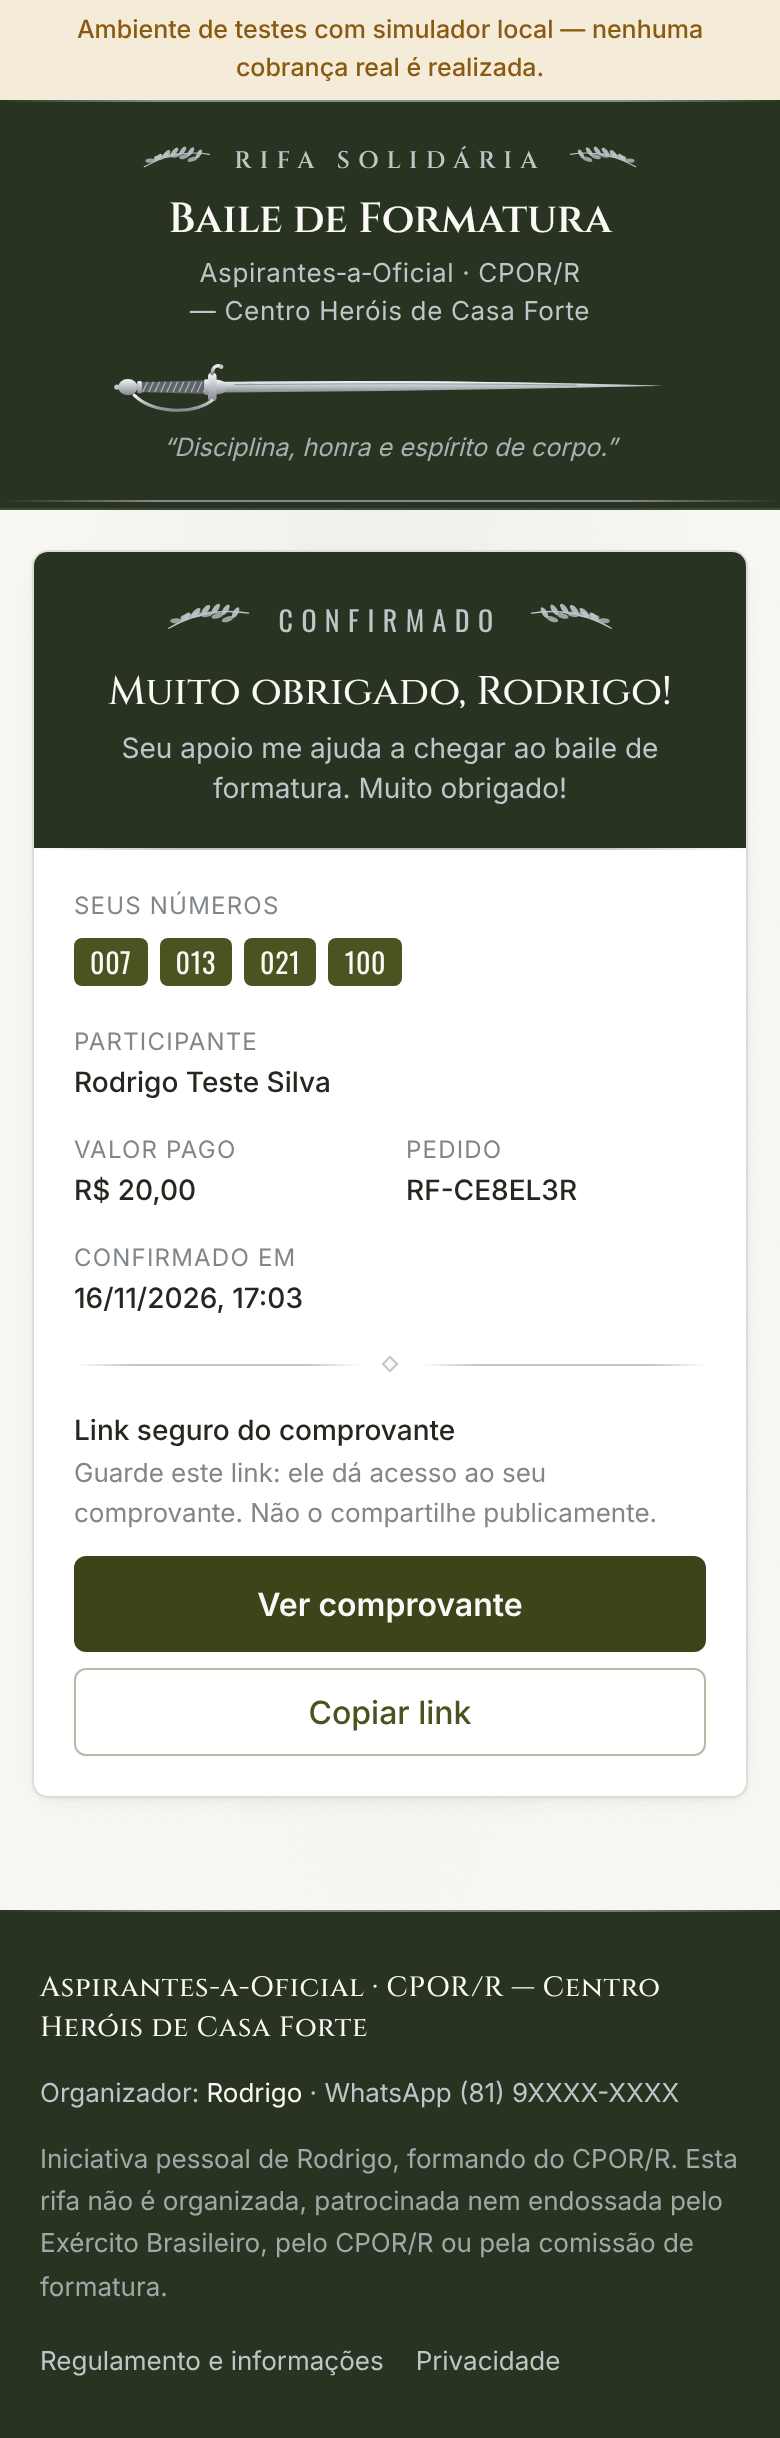 Ambiente de testes com simulador local — nenhuma
cobrança real é realizada.
RIFA SOLIDÁRIA
BAILE DE FORMATURA
Aspirantes-a-Oficial · CPOR/R
— Centro Heróis de Casa Forte
“Disciplina, honra e espírito de corpo.”
CONFIRMADO
MUITO OBRIGADO, RODRIGO!
Seu apoio me ajuda a chegar ao baile de
formatura. Muito obrigado!
SEUS NÚMEROS
007 013 021 100
PARTICIPANTE
Rodrigo Teste Silva
VALOR PAGO PEDIDO
R$ 20,00 RF-CE8EL3R
CONFIRMADO EM
16/11/2026, 17:03
Link seguro do comprovante
Guarde este link: ele dá acesso ao seu
comprovante. Não o compartilhe publicamente.
Ver comprovante
Copiar link
ASPIRANTES-A-OFICIAL · CPOR/R — CENTRO
HERÓIS DE CASA FORTE
Organizador: Rodrigo · WhatsApp (81) 9XXXX-XXXX
Iniciativa pessoal de Rodrigo, formando do CPOR/R. Esta
rifa não é organizada, patrocinada nem endossada pelo
Exército Brasileiro, pelo CPOR/R ou pela comissão de
formatura.
Regulamento e informações Privacidade